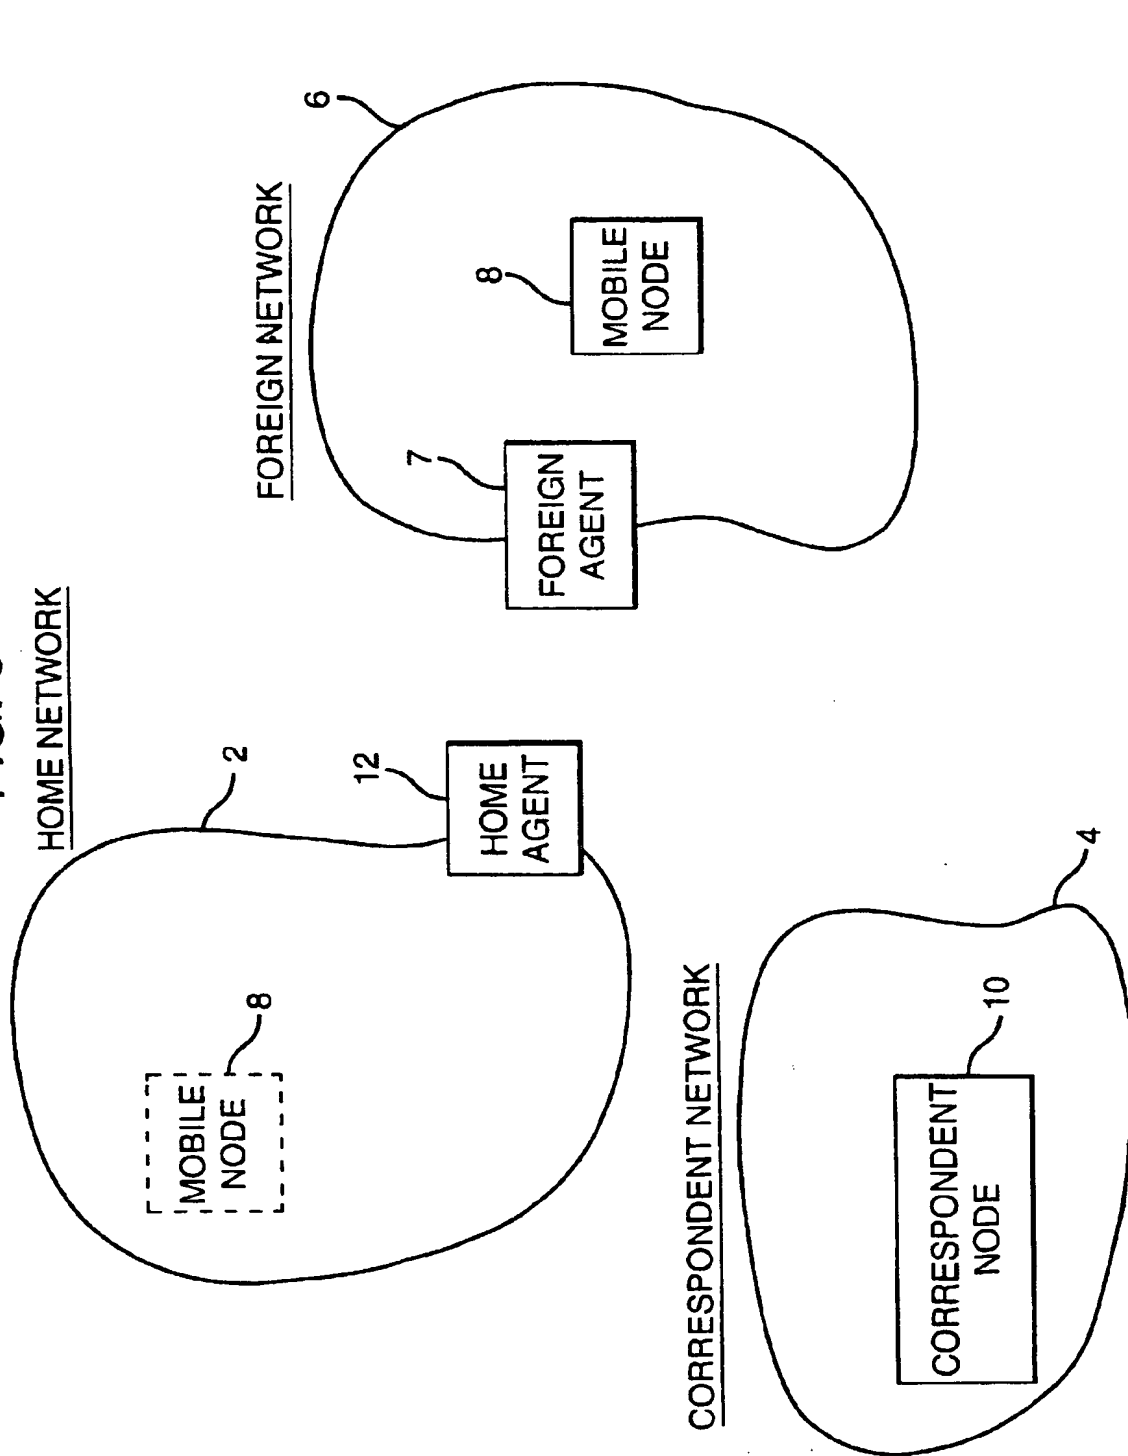 HOME NETWORK
2
MOBILE
NODE
8
12
HOME
AGENT
FOREIGN NETWORK
6
7
FOREIGN
AGENT
8
MOBILE
NODE
CORRESPONDENT NETWORK
4
10
CORRESPONDENT
NODE